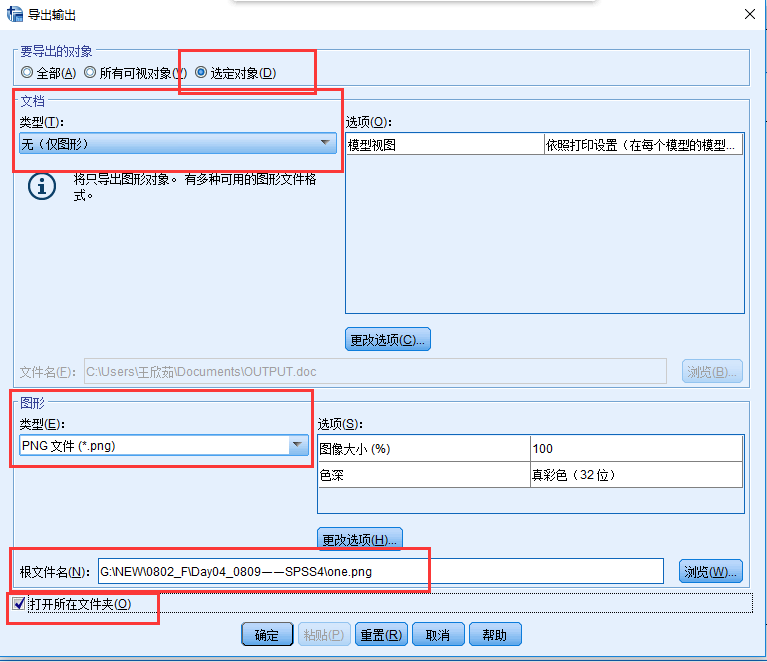 导出输出
要导出的对象
全部(A) 所有可视对象(V) 选定对象(D)
文档
类型(T):
无（仅图形）
将只导出图形对象。有多种可用的图形文件格
式。
选项(O):
模型视图 依照打印设置（在每个模型的模型...
更改选项(C)...
文件名(F): C:\Users\王欣茹\Documents\OUTPUT.doc 浏览(B)...
图形
类型(E):
PNG 文件 (*.png)
选项(S):
图像大小 (%) 100
色深 真彩色（32 位）
更改选项(H)...
根文件名(N): G:\NEW\0802_F\Day04_0809——SPSS4\one.png 浏览(W)...
打开所在文件夹(O)
确定 粘贴(P) 重置(R) 取消 帮助